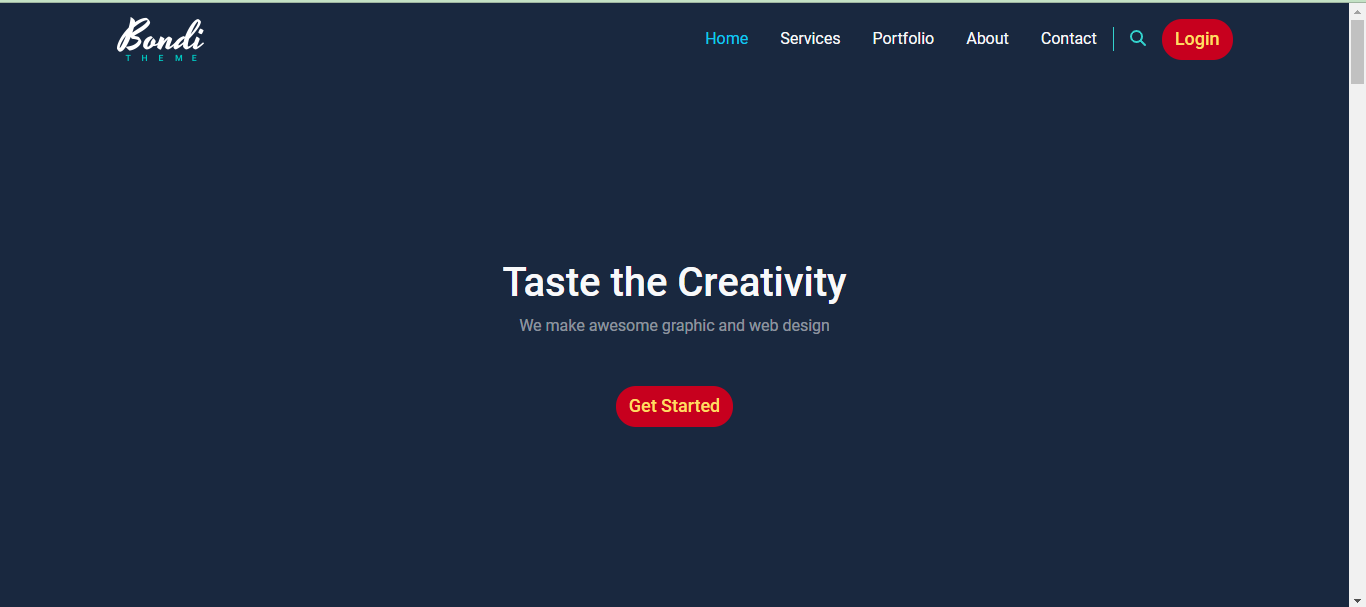 Bondi
THEME
Home Services Portfolio About Contact Login
Taste the Creativity
We make awesome graphic and web design
Get Started